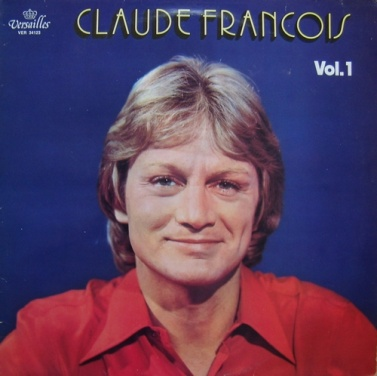 CLAUDE FRANCOIS
Versailles
VER 34133
Vol.1